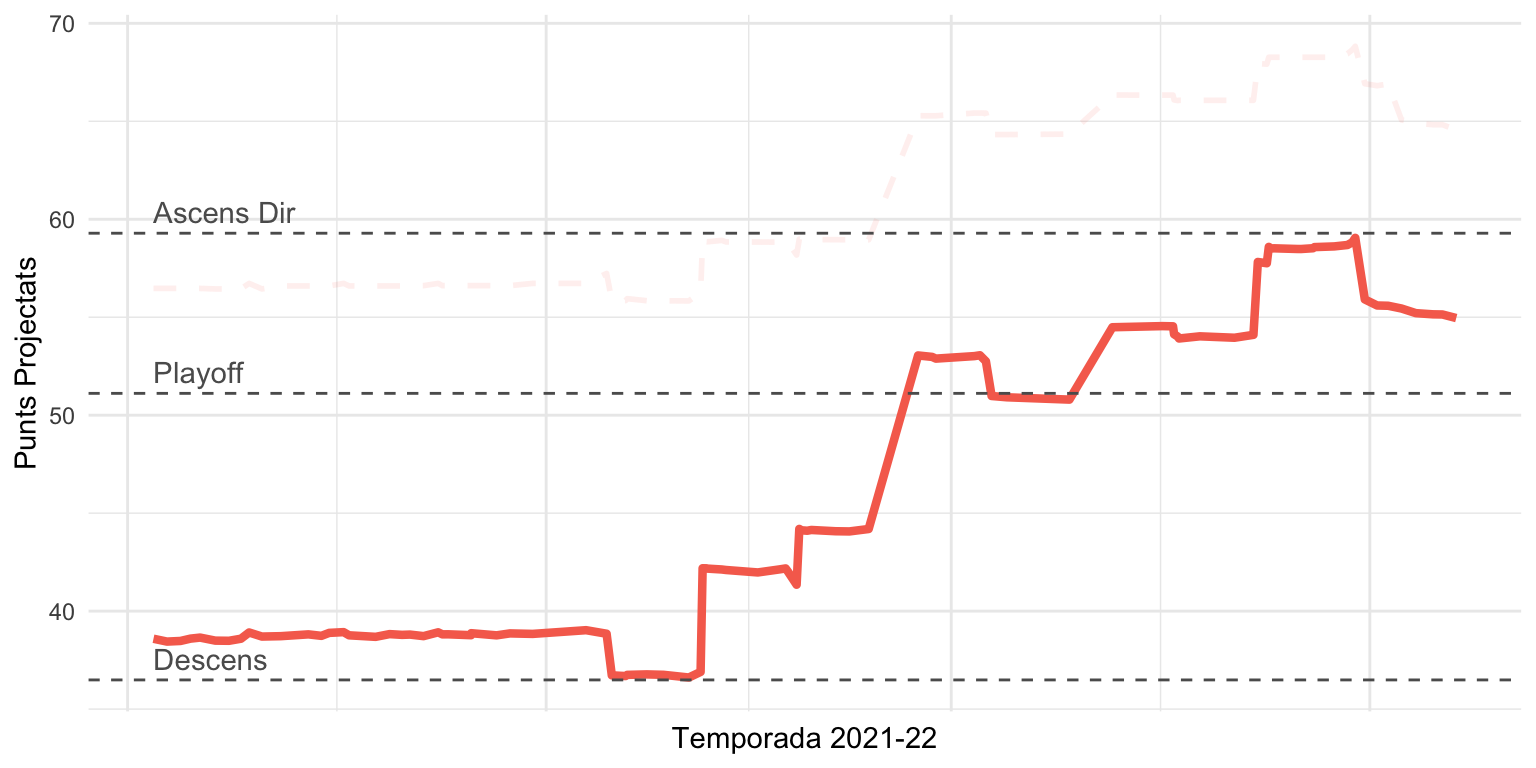 70
Ascens Dir
60
Playoff
50
40
Descens
Punts Projectats
Temporada 2021-22